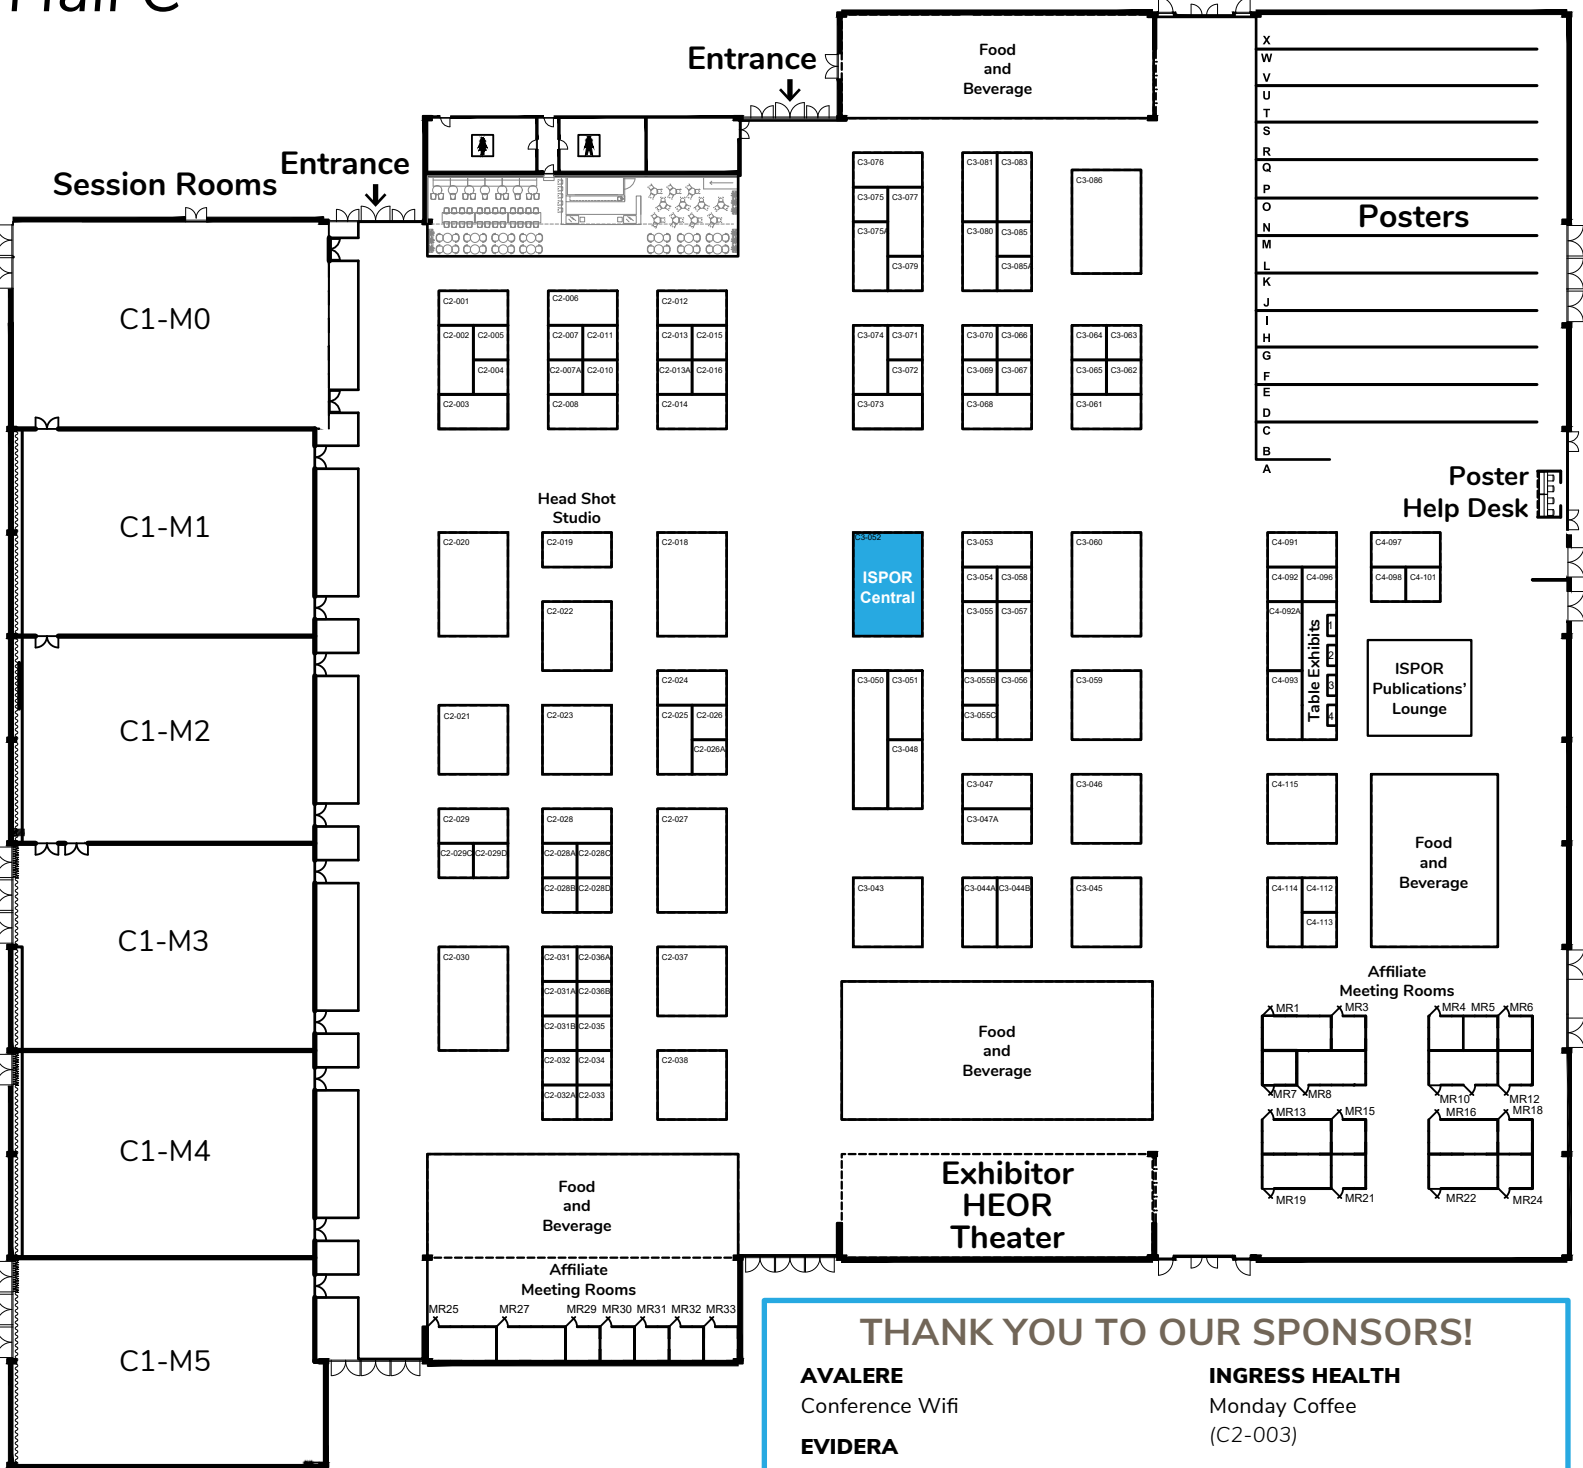 Hall C
Entrance
Food
and
Beverage
Session Rooms
Entrance
X
W
V
U
T
S
R
Q
P
O
N
M
L
K
J
I
H
G
F
E
D
C
B
A
Posters
Poster
Help Desk
C1-M0
C1-M1
C1-M2
C1-M3
C1-M4
C1-M5
C2-001
C2-002
C2-005
C2-004
C2-003
C2-006
C2-007
C2-011
C2-007A
C2-010
C2-008
C2-012
C2-013
C2-015
C2-013A
C2-016
C2-014
C3-076
C3-075
C3-077
C3-075A
C3-079
C3-081
C3-083
C3-080
C3-085
C3-085A
C3-086
C3-074
C3-071
C3-072
C3-073
C3-070
C3-066
C3-069
C3-067
C3-068
C3-064
C3-063
C3-065
C3-062
C3-061
Head Shot
Studio
C2-020
C2-019
C2-018
C2-022
C2-021
C2-023
C2-024
C2-025
C2-026
C2-026A
C2-029
C2-029C
C2-029D
C2-028
C2-028A
C2-028C
C2-028B
C2-028D
C2-027
C2-030
C2-031
C2-036A
C2-031A
C2-036B
C2-031B
C2-035
C2-032
C2-034
C2-032A
C2-033
C2-037
C2-038
C3-052
ISPOR
Central
C3-053
C3-054
C3-058
C3-055
C3-057
C3-055B
C3-056
C3-055C
C3-060
C3-059
C3-050
C3-051
C3-048
C3-047
C3-047A
C3-046
C3-043
C3-044A
C3-044B
C3-045
C4-091
C4-092
C4-096
C4-092A
C4-093
Table Exhibits
1
2
3
4
C4-097
C4-098
C4-101
ISPOR
Publications'
Lounge
C4-115
C4-114
C4-112
C4-113
Food
and
Beverage
Food
and
Beverage
Affiliate
Meeting Rooms
MR1
MR3
MR4
MR5
MR6
MR7
MR8
MR10
MR12
MR13
MR15
MR16
MR18
MR19
MR21
MR22
MR24
Food
and
Beverage
Exhibitor
HEOR
Theater
Affiliate
Meeting Rooms
MR25
MR27
MR29
MR30
MR31
MR32
MR33
THANK YOU TO OUR SPONSORS!
AVALERE
Conference Wifi
EVIDERA
INGRESS HEALTH
Monday Coffee
(C2-003)